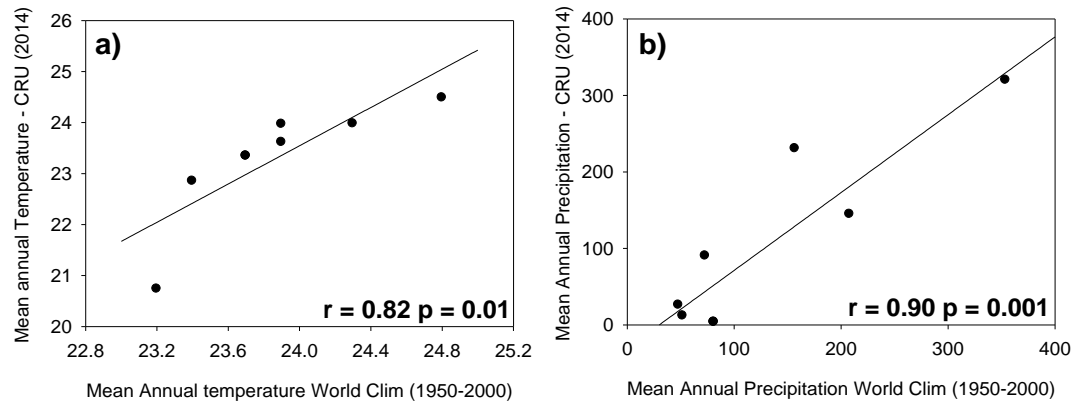 a)
Mean annual Temperature - CRU (2014)
26
25
24
23
22
21
20
r = 0.82 p = 0.01
22.8 23.2 23.6 24.0 24.4 24.8 25.2
Mean Annual temperature World Clim (1950-2000)
b)
Mean Annual Precipitation - CRU (2014)
400
300
200
100
0
r = 0.90 p = 0.001
0 100 200 300 400
Mean Annual Precipitation World Clim (1950-2000)